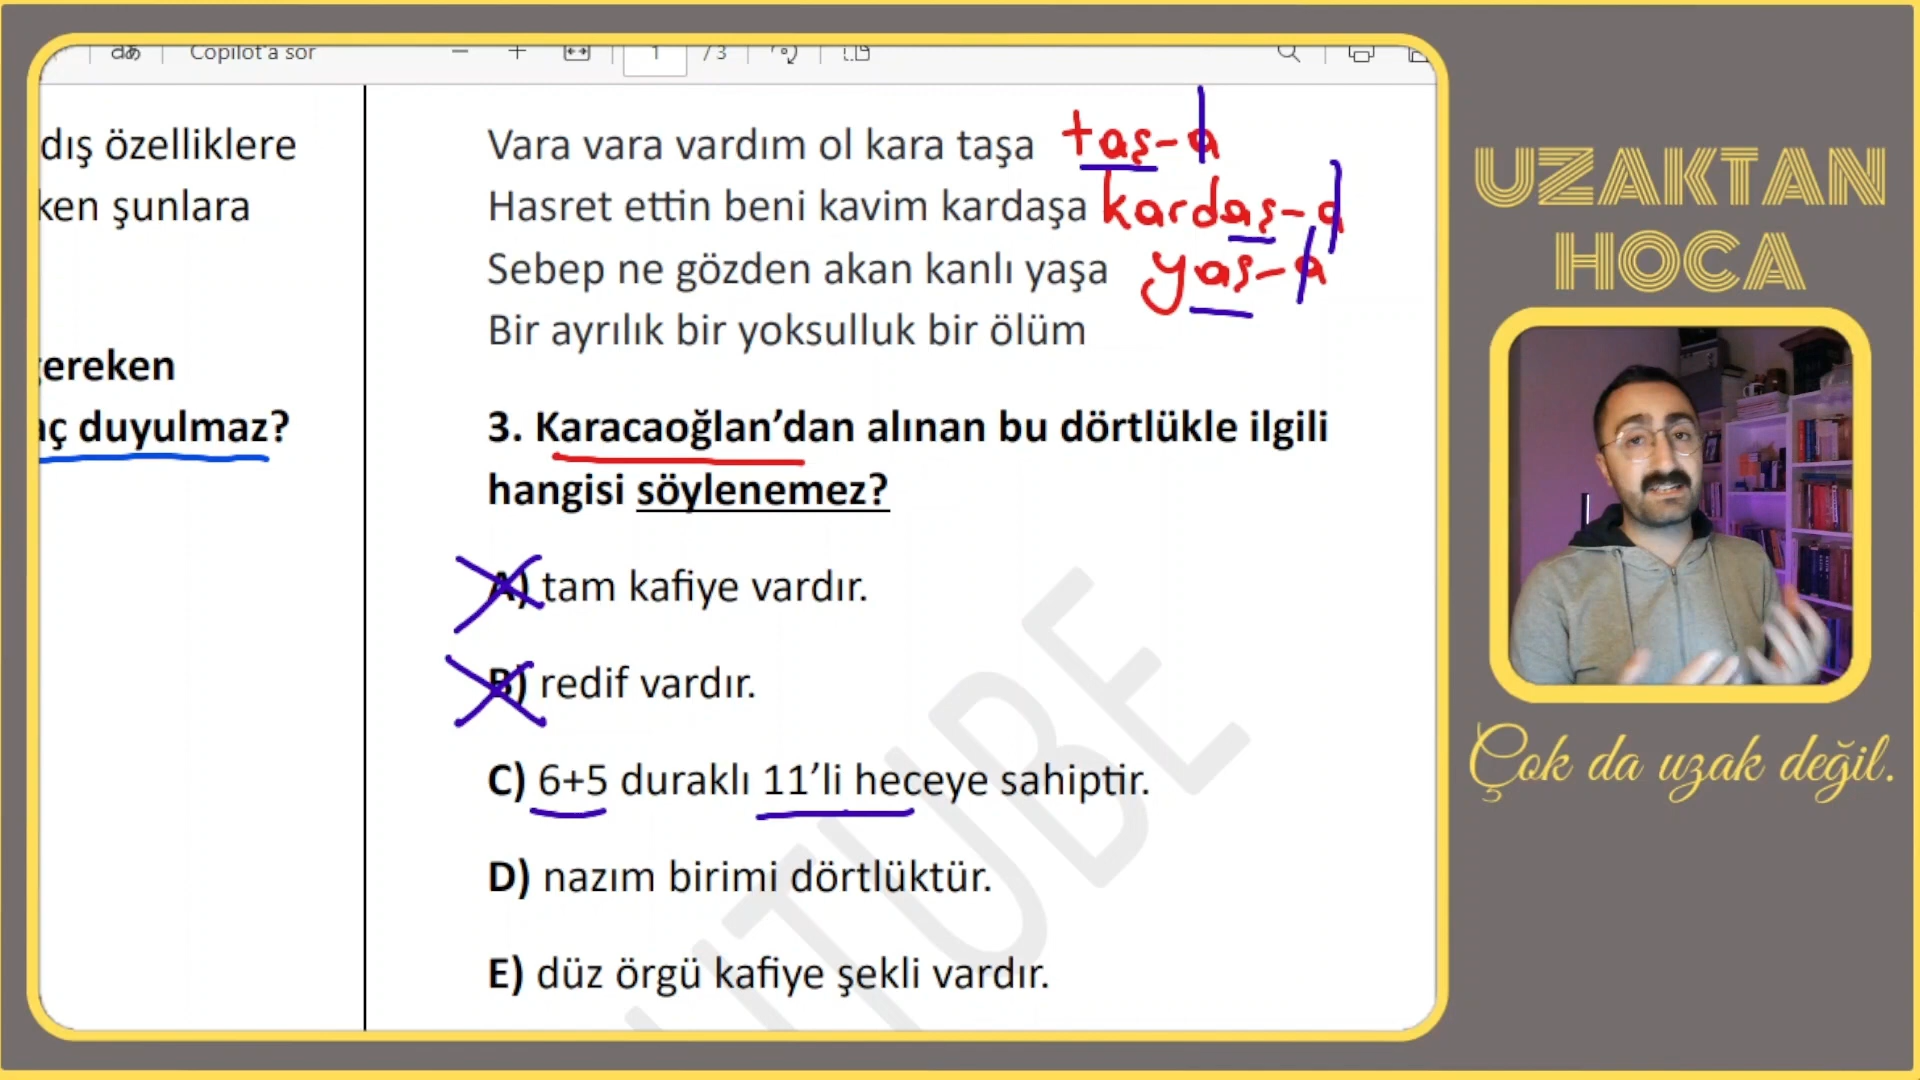 Copilot'a sor
1 /3
dış özelliklere
ken şunlara
gereken
aç duyulmaz?
Vara vara vardım ol kara taşa taş-a
Hasret ettin beni kavim kardaşa kardaş-a
Sebep ne gözden akan kanlı yaşa yaş-a
Bir ayrılık bir yoksulluk bir ölüm
3. Karacaoğlan'dan alınan bu dörtlükle ilgili
hangisi söylenemez?
A) tam kafiye vardır.
B) redif vardır.
C) 6+5 duraklı 11'li heceye sahiptir.
D) nazım birimi dörtlüktür.
E) düz örgü kafiye şekli vardır.
UTUBE
UZAKTAN
HOCA
Çok da uzak değil.